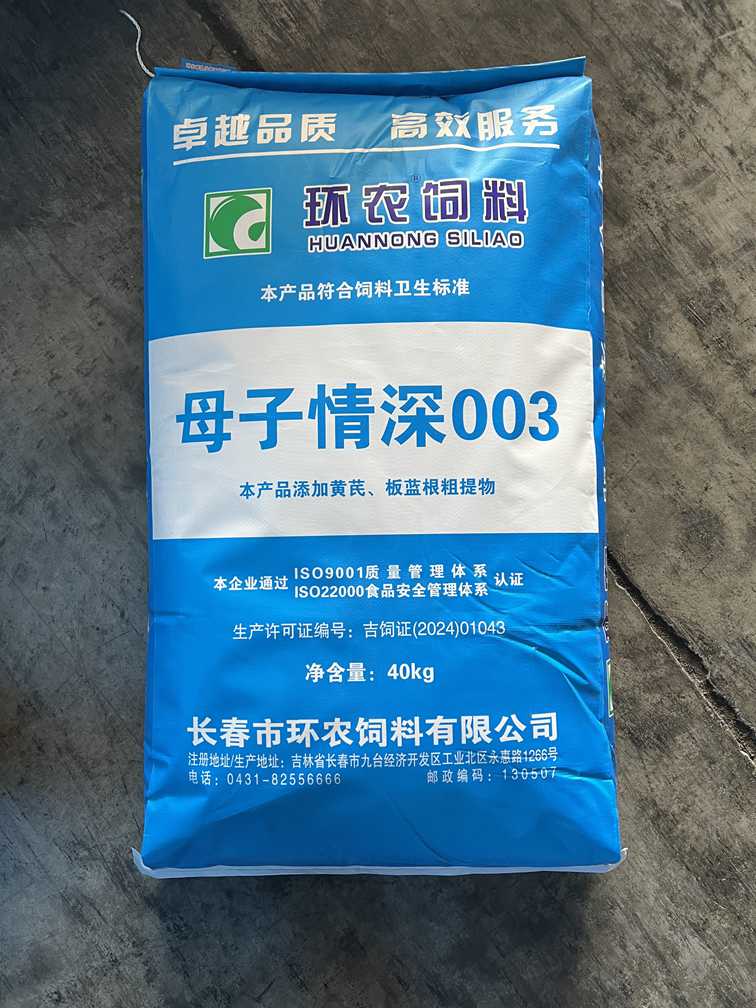 卓越品质 高效服务
环农饲料®
HUANNONG SILIAO
本产品符合饲料卫生标准
母子情深003
本产品添加黄芪、板蓝根粗提物
本企业通过 ISO9001质量管理体系 认证
ISO22000食品安全管理体系
生产许可证编号：吉饲证(2024)01043
净含量：40kg
长春市环农饲料有限公司
注册地址/生产地址：吉林省长春市九台经济开发区工业北区永惠路1266号
电话：0431-82556666 邮政编码：130507